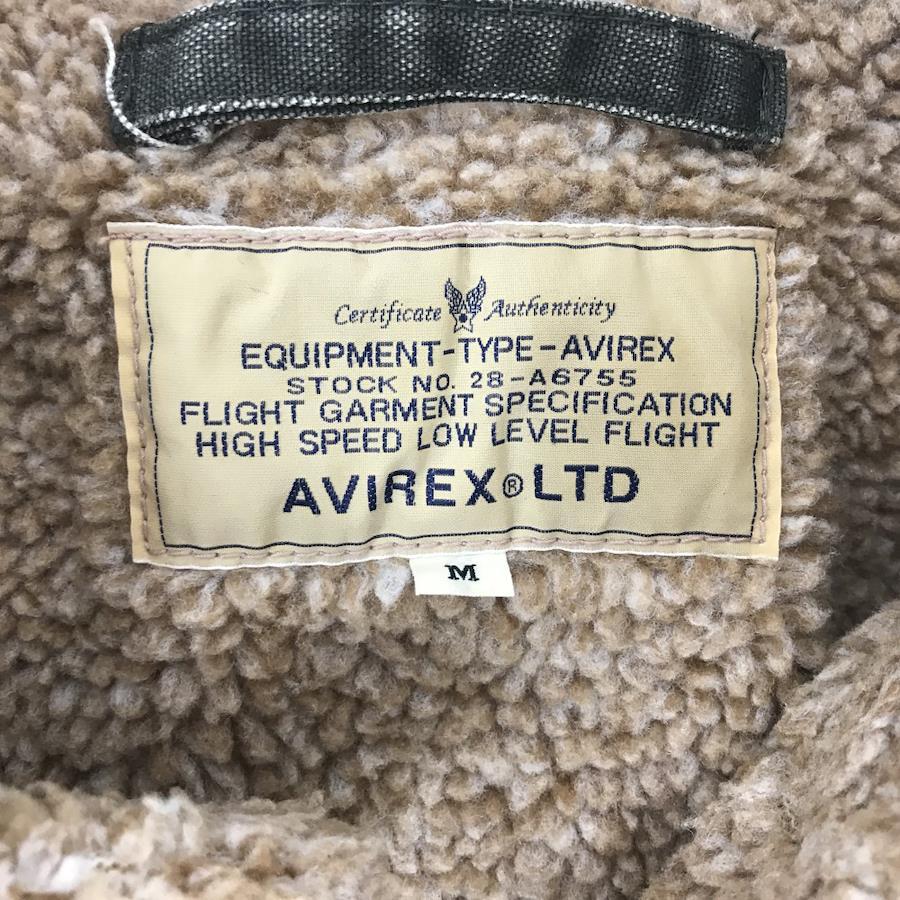 Certificate Authenticity
EQUIPMENT-TYPE-AVIREX
STOCK NO. 28-A6755
FLIGHT GARMENT SPECIFICATION
HIGH SPEED LOW LEVEL FLIGHT
AVIREX® LTD
M